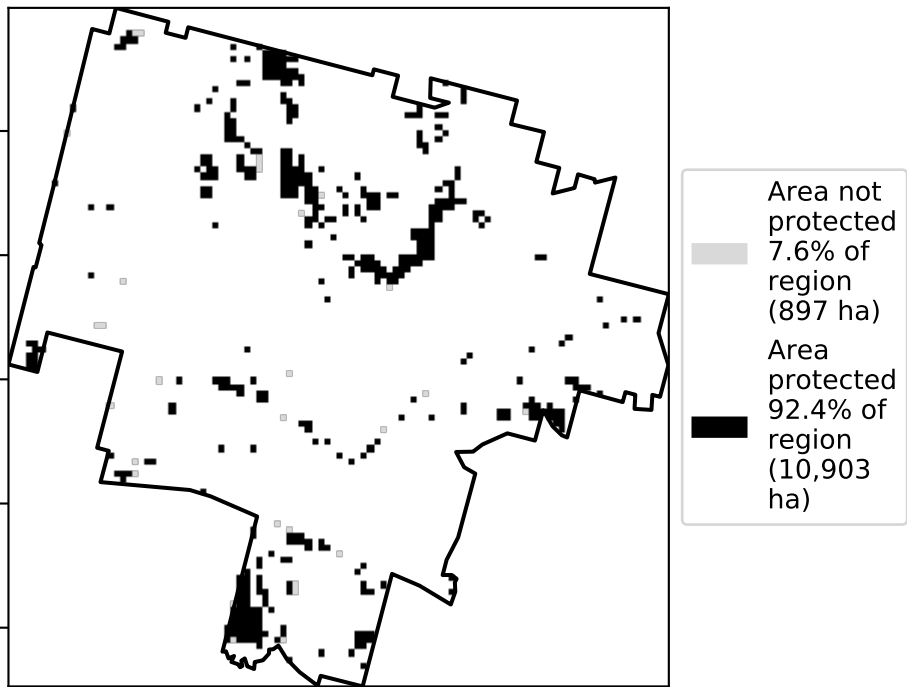 Area not
protected
7.6% of
region
(897 ha)
Area
protected
92.4% of
region
(10,903
ha)